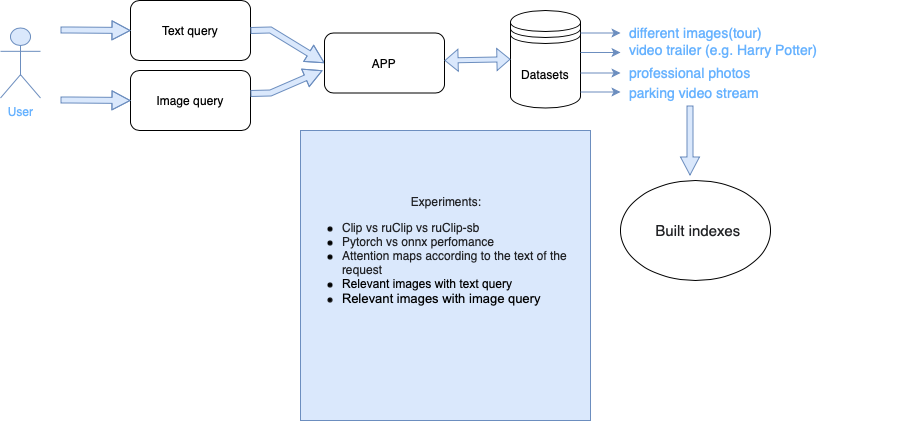 Text query
different images(tour)
video trailer (e.g. Harry Potter)
APP
Datasets
professional photos
Image query
parking video stream
User
Experiments:
● Clip vs ruClip vs ruClip-sb
● Pytorch vs onnx perfomance
● Attention maps according to the text of the
request
● Relevant images with text query
● Relevant images with image query
Built indexes